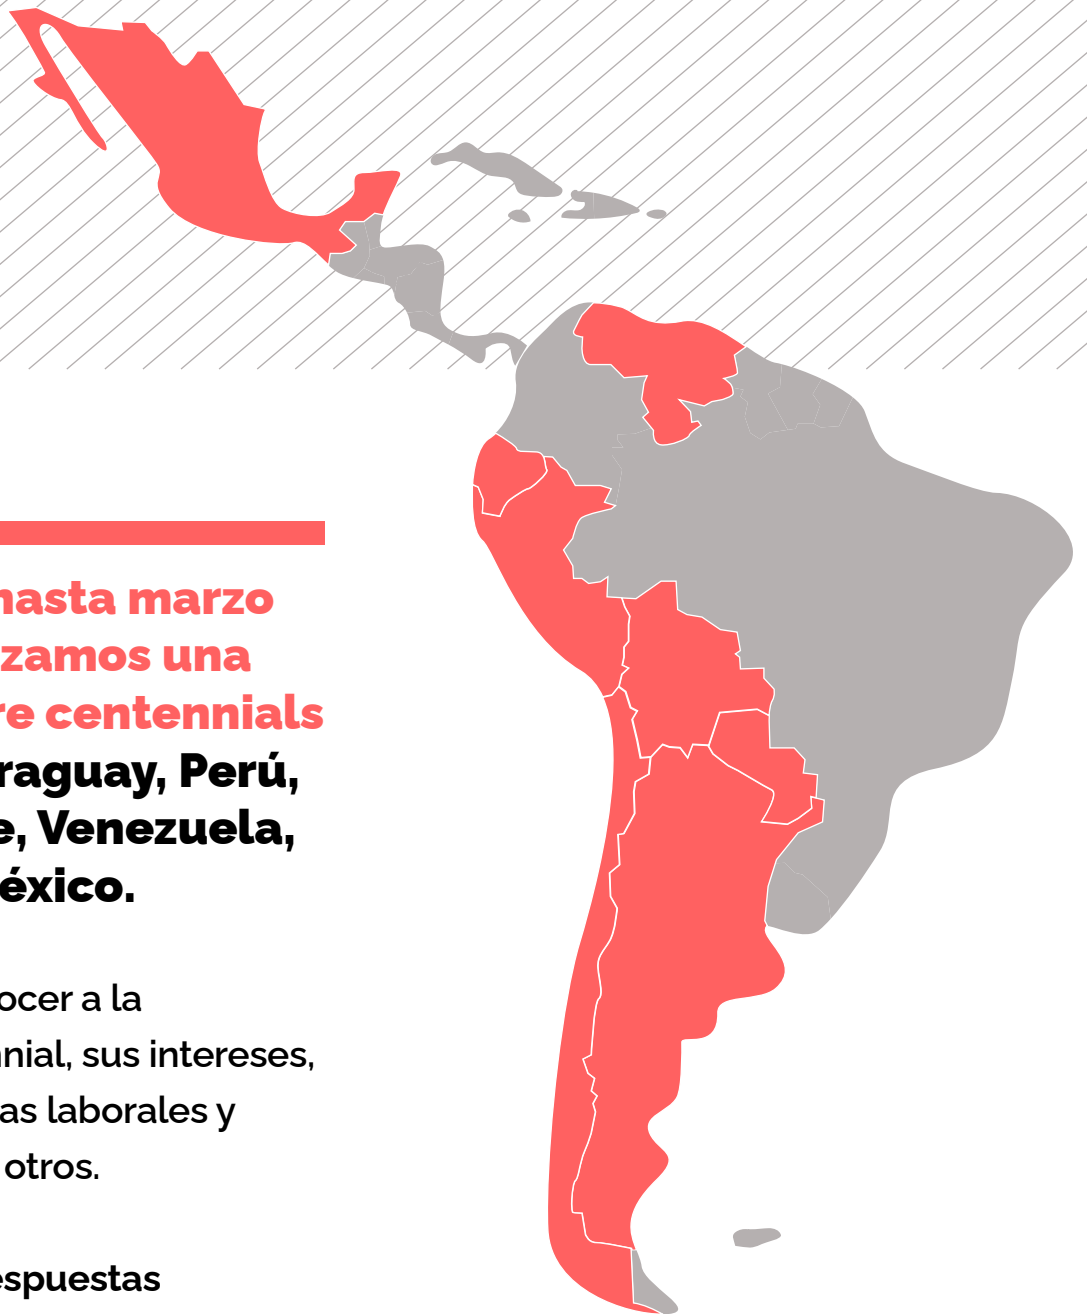 hasta marzo
zamos una
re centennials
raguay, Perú,
e, Venezuela,
éxico.
ocer a la
nial, sus intereses,
as laborales y
otros.
espuestas